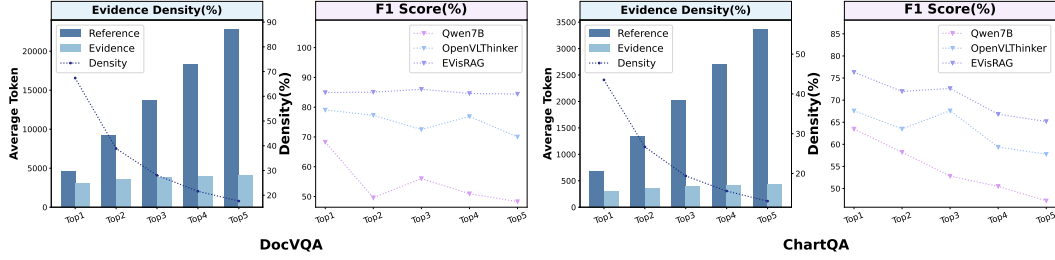 Evidence Density(%)
Average Token
20000
15000
10000
5000
0
Reference
Evidence
Density
90
80
70
60
50
40
30
20
Density(%)
Top1
Top2
Top3
Top4
Top5
F1 Score(%)
100
90
80
70
60
50
Qwen7B
OpenVLThinker
EVisRAG
Top1
Top2
Top3
Top4
Top5
DocVQA
Evidence Density(%)
Average Token
3500
3000
2500
2000
1500
1000
500
0
Reference
Evidence
Density
50
40
30
20
Density(%)
Top1
Top2
Top3
Top4
Top5
F1 Score(%)
85
80
75
70
65
60
55
50
Qwen7B
OpenVLThinker
EVisRAG
Top1
Top2
Top3
Top4
Top5
ChartQA